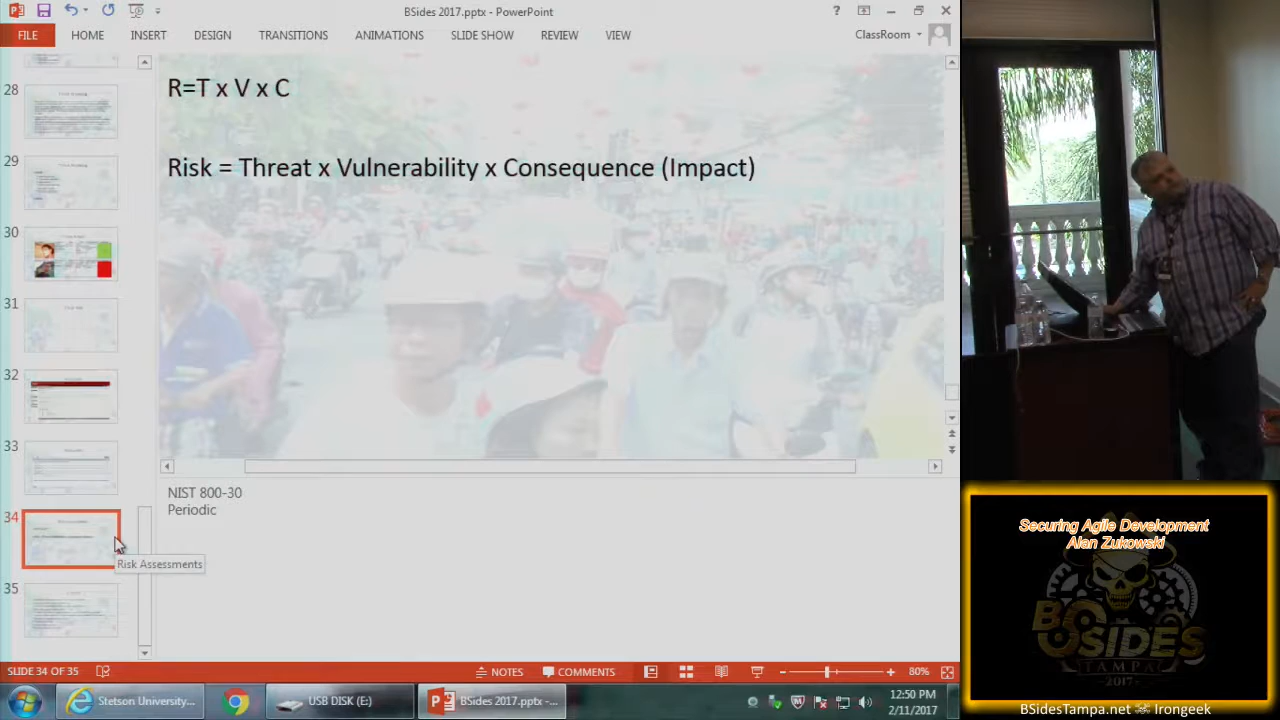 BSides 2017.pptx - PowerPoint
?
FILE
HOME
INSERT
DESIGN
TRANSITIONS
ANIMATIONS
SLIDE SHOW
REVIEW
VIEW
ClassRoom
R=T x V x C
Risk = Threat x Vulnerability x Consequence (Impact)
28
29
30
31
32
33
34
35
Risk Assessments
NIST 800-30
Periodic
SLIDE 34 OF 35
NOTES
COMMENTS
80%
Stetson University...
USB DISK (E:)
BSides 2017.pptx -...
12:50 PM
2/11/2017
Securing Agile Development
Alan Zukowski
BSIDES
TAMPA
2017
BSidesTampa.net Irongeek